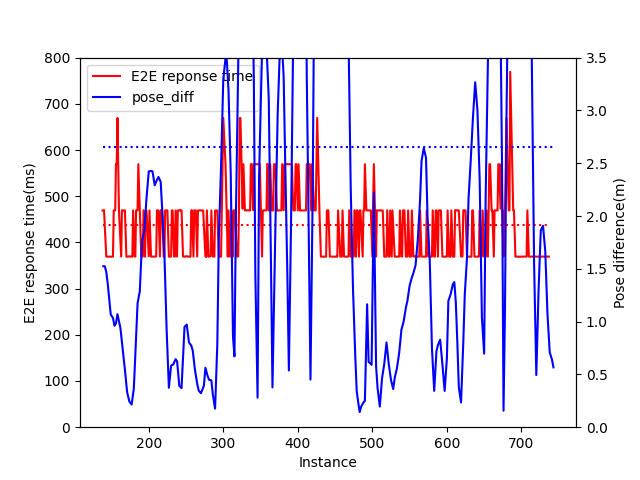 E2E reponse time
pose_diff
E2E response time(ms)
800
700
600
500
400
300
200
100
0
3.5
3.0
2.5
2.0
1.5
1.0
0.5
0.0
Pose difference(m)
200 300 400 500 600 700
Instance